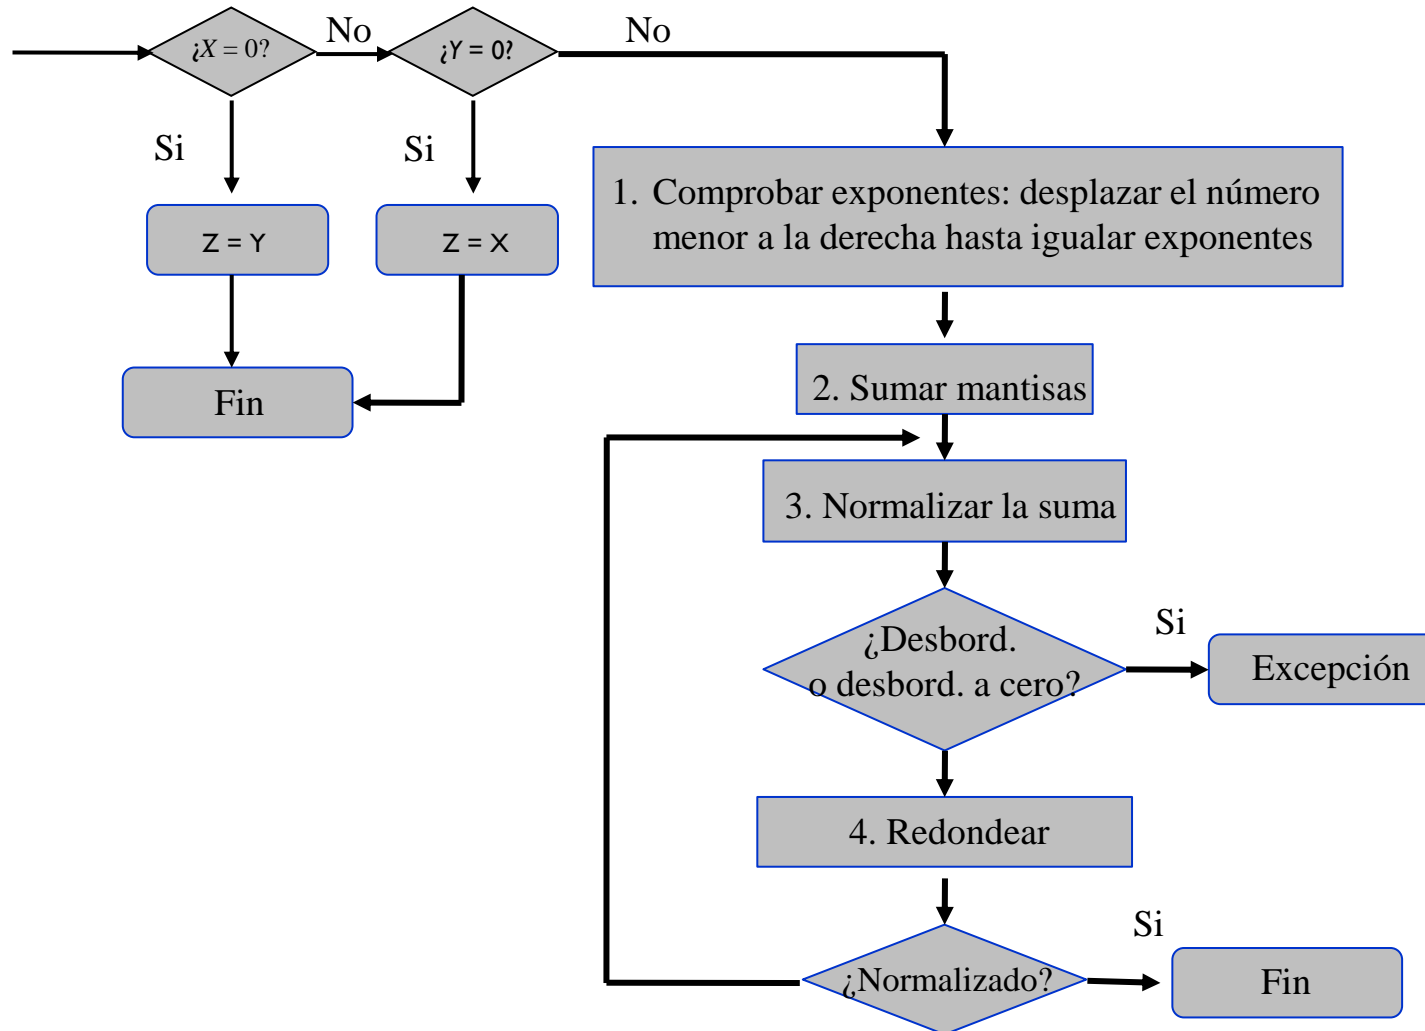 ¿X = 0?
No
¿Y = 0?
No
Si
Si
Z = Y
Z = X
Fin
1. Comprobar exponentes: desplazar el número
menor a la derecha hasta igualar exponentes
2. Sumar mantisas
3. Normalizar la suma
¿Desbord.
o desbord. a cero?
Si
Excepción
4. Redondear
¿Normalizado?
Si
Fin